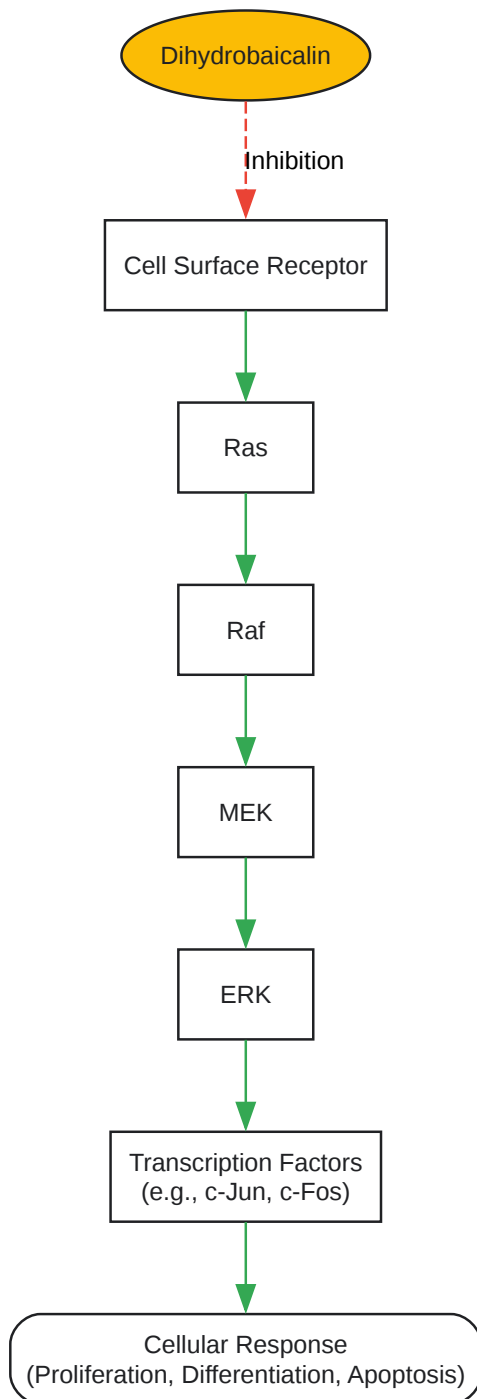 Dihydrobaicalin
Inhibition
Cell Surface Receptor
Ras
Raf
MEK
ERK
Transcription Factors
(e.g., c-Jun, c-Fos)
Cellular Response
(Proliferation, Differentiation, Apoptosis)